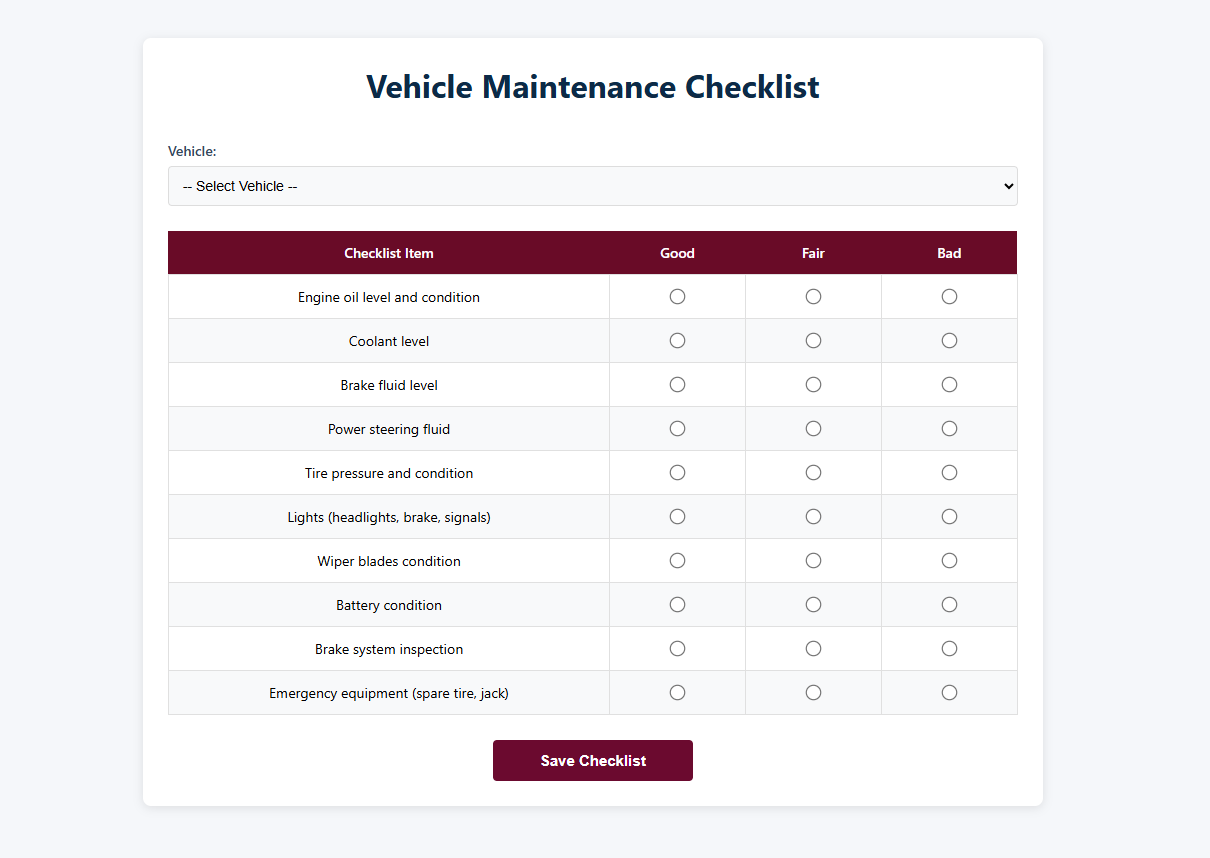 Vehicle Maintenance Checklist
Vehicle:
-- Select Vehicle --
Checklist Item Good Fair Bad
Engine oil level and condition
Coolant level
Brake fluid level
Power steering fluid
Tire pressure and condition
Lights (headlights, brake, signals)
Wiper blades condition
Battery condition
Brake system inspection
Emergency equipment (spare tire, jack)
Save Checklist